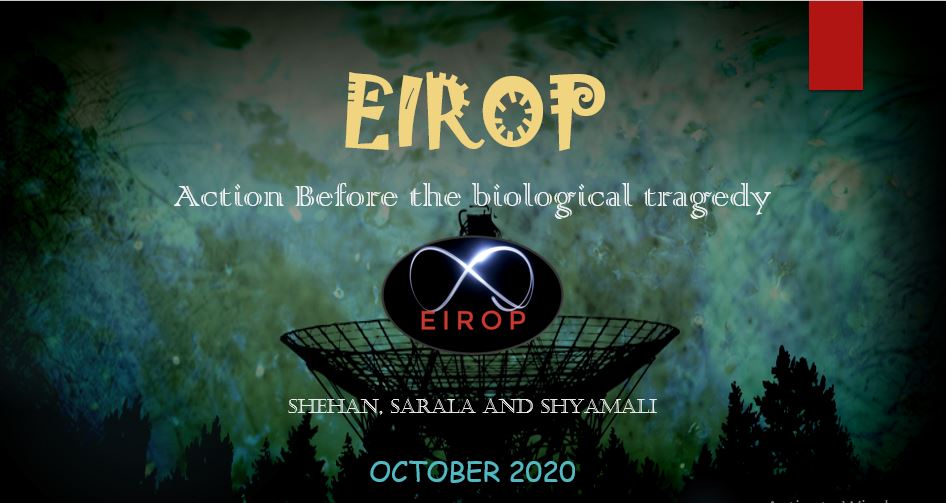 EIROP
Action Before the biological tragedy
EIROP
SHEHAN, SARALA AND SHYAMALI
OCTOBER 2020